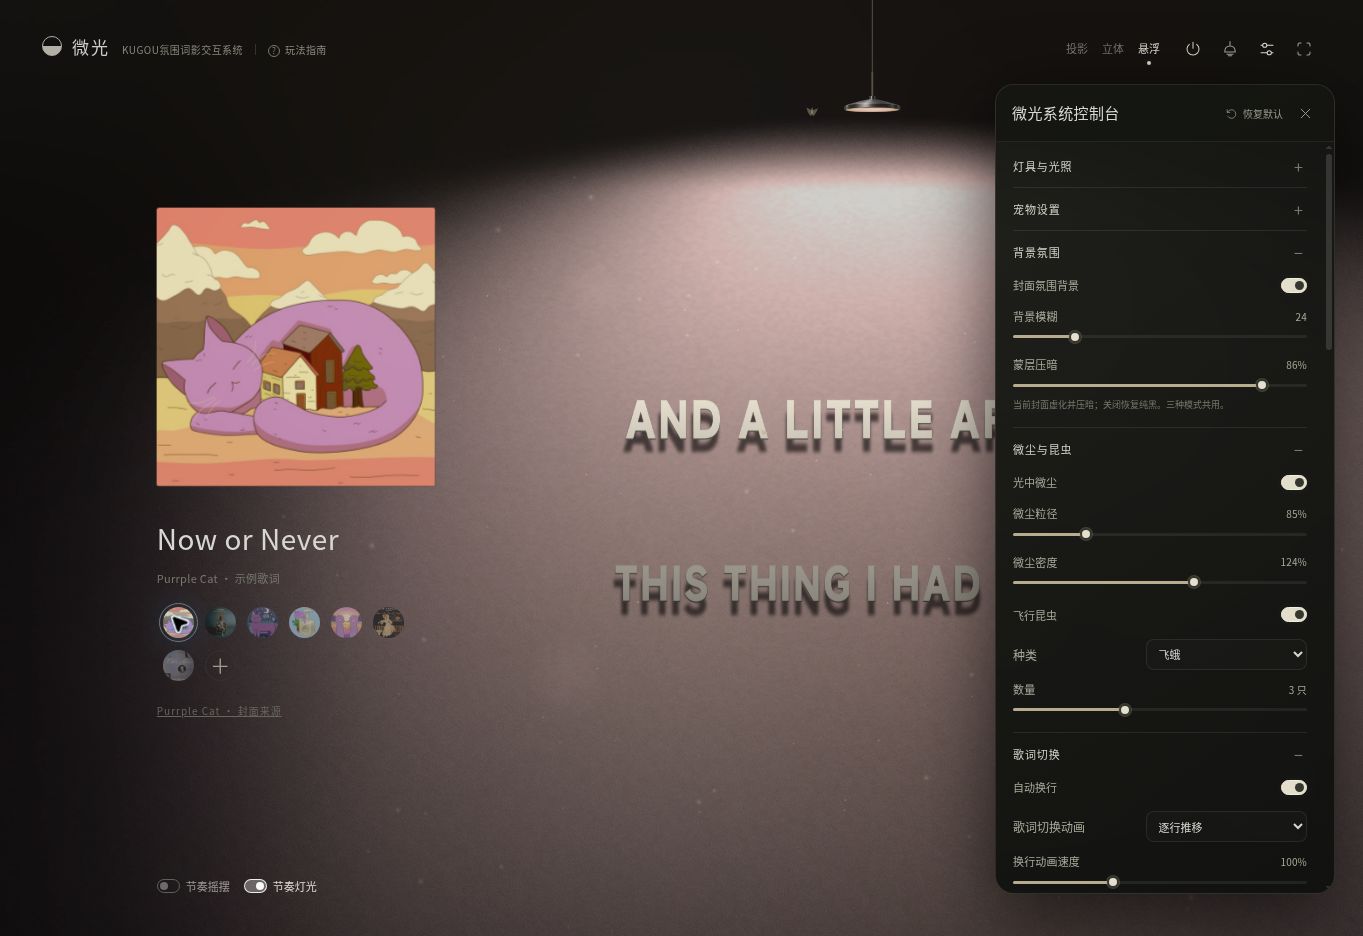 微光 KUGOU氛围词影交互系统 ? 玩法指南
投影 立体 悬浮
微光系统控制台 恢复默认
灯具与光照
宠物设置
背景氛围
封面氛围背景
背景模糊 24
蒙层压暗 86%
当前封面虚化并压暗；关闭恢复纯黑。三种模式共用。
微尘与昆虫
光中微尘
微尘粒径 85%
微尘密度 124%
飞行昆虫
种类 飞蛾
数量 3 只
歌词切换
自动换行
歌词切换动画 逐行推移
换行动画速度 100%
AND A LITTLE
THIS THING I HAD
Now or Never
Purrple Cat · 示例歌词
Purrple Cat · 封面来源
节奏摇摆 节奏灯光